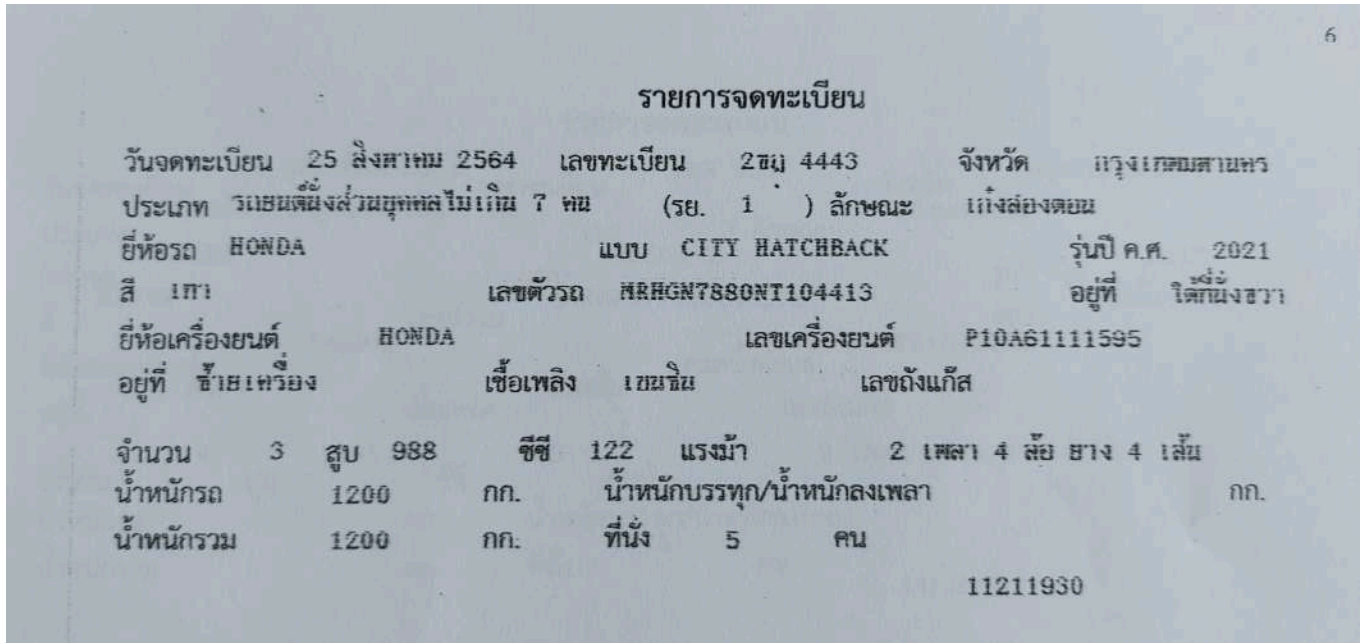 6
รายการจดทะเบียน
วันจดทะเบียน 25 สิงหาคม 2564 เลขทะเบียน 2ขญ 4443 จังหวัด กรุงเทพมหานคร
ประเภท รถยนต์นั่งส่วนบุคคลไม่เกิน 7 คน (รย. 1 ) ลักษณะ เก๋งสองตอน
ยี่ห้อรถ HONDA แบบ CITY HATCHBACK รุ่นปี ค.ศ. 2021
สี เทา เลขตัวรถ MRHGN7880NT104413 อยู่ที่ ใต้ที่นั่งขวา
ยี่ห้อเครื่องยนต์ HONDA เลขเครื่องยนต์ P10A61111595
อยู่ที่ ซ้ายเครื่อง เชื้อเพลิง เบนซิน เลขถังแก๊ส
จำนวน 3 สูบ 988 ซีซี 122 แรงม้า 2 เพลา 4 ล้อ ยาง 4 เส้น
น้ำหนักรถ 1200 กก. น้ำหนักบรรทุก/น้ำหนักลงเพลา กก.
น้ำหนักรวม 1200 กก. ที่นั่ง 5 คน
11211930